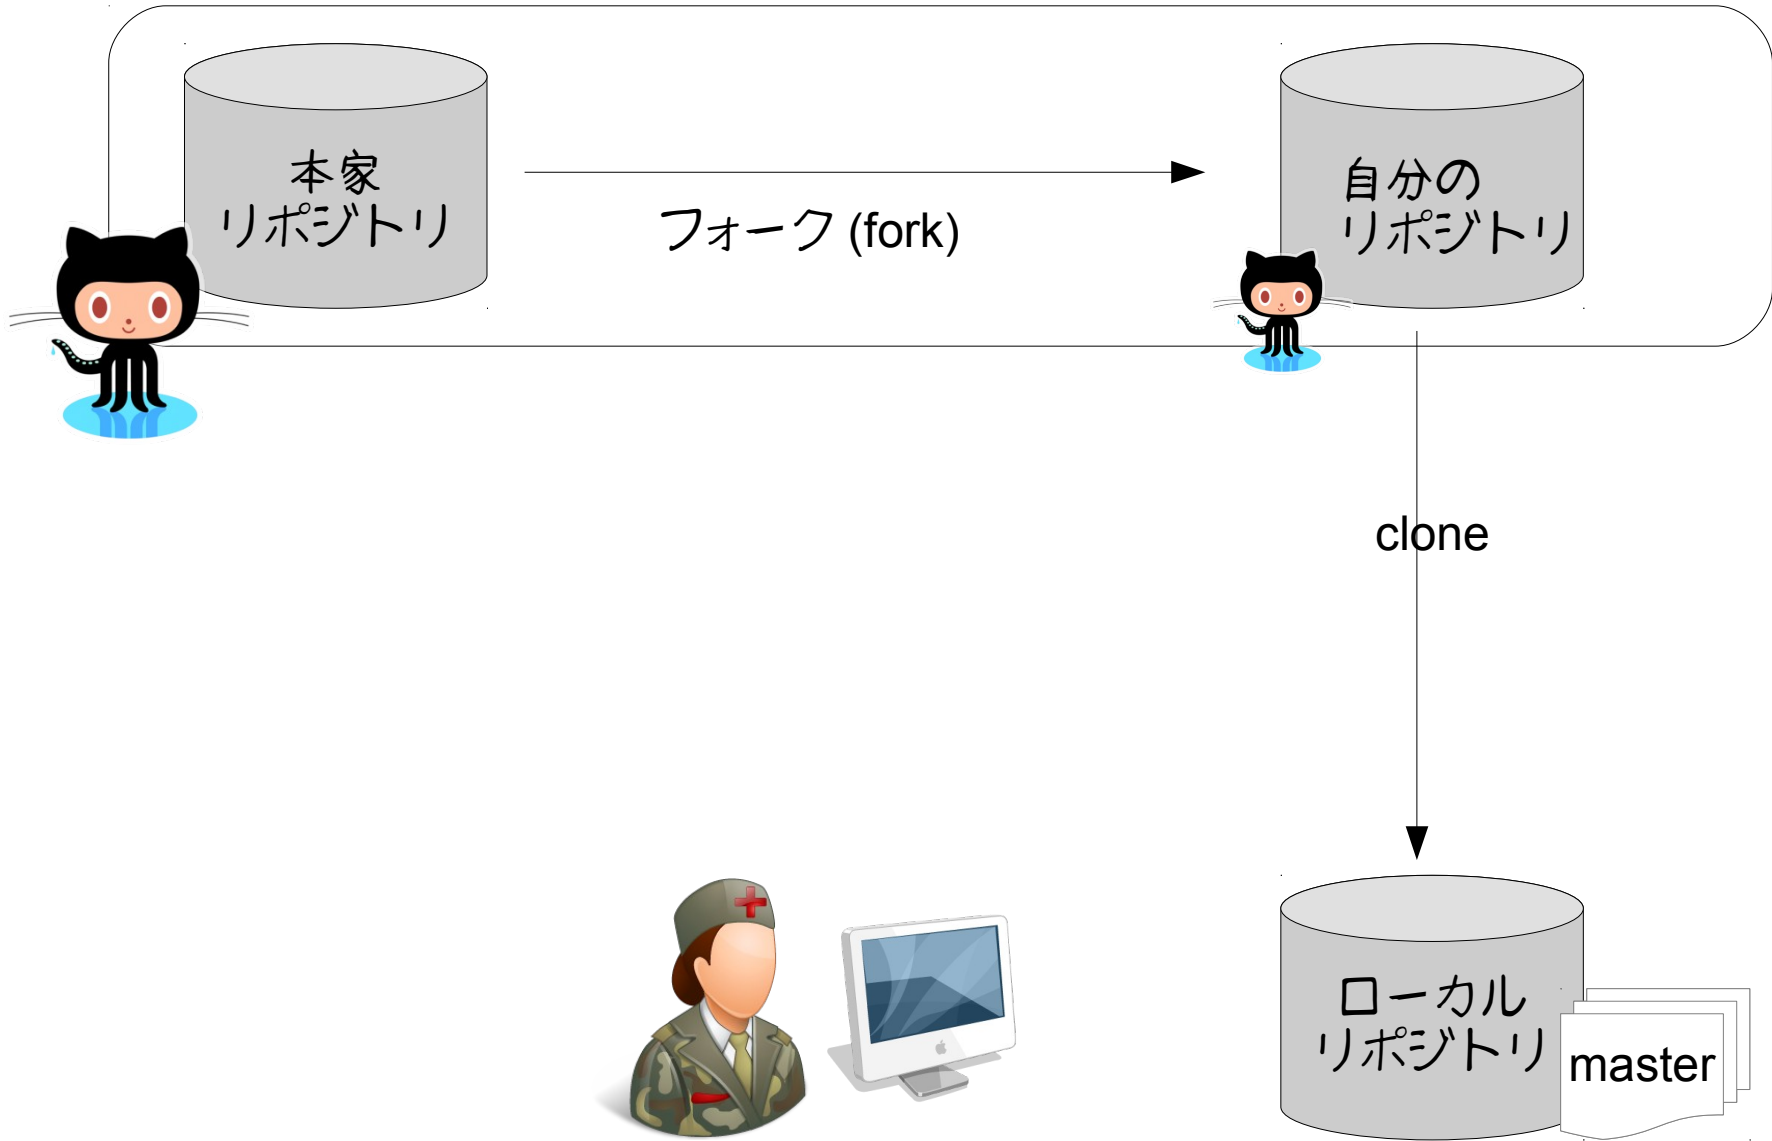 本家
リポジトリ
フォーク (fork)
自分の
リポジトリ
clone
ローカル
リポジトリ
master